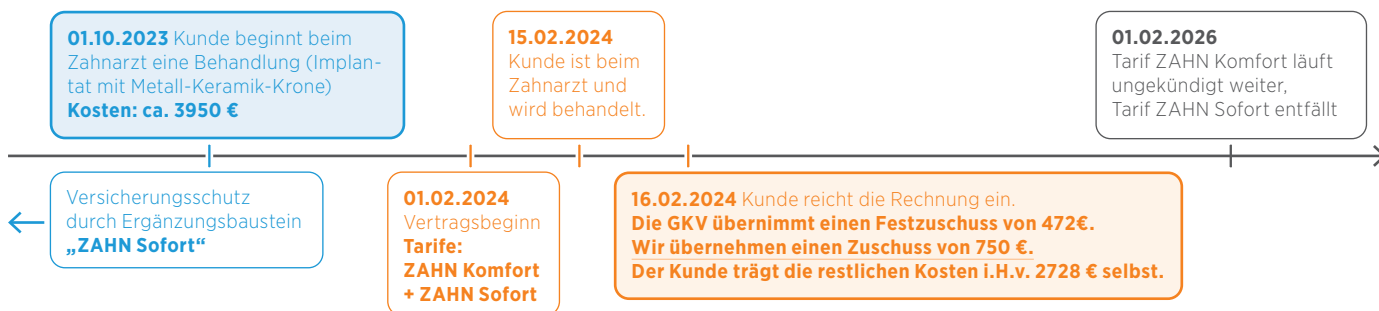 01.10.2023 Kunde beginnt beim
Zahnarzt eine Behandlung (Implan-
tat mit Metall-Keramik-Krone)
Kosten: ca. 3950 €
15.02.2024
Kunde ist beim
Zahnarzt und
wird behandelt.
01.02.2026
Tarif ZAHN Komfort läuft
ungekündigt weiter,
Tarif ZAHN Sofort entfällt
Versicherungsschutz
durch Ergänzungsbaustein
„ZAHN Sofort“
01.02.2024
Vertragsbeginn
Tarife:
ZAHN Komfort
+ ZAHN Sofort
16.02.2024 Kunde reicht die Rechnung ein.
Die GKV übernimmt einen Festzuschuss von 472€.
Wir übernehmen einen Zuschuss von 750 €.
Der Kunde trägt die restlichen Kosten i.H.v. 2728 € selbst.